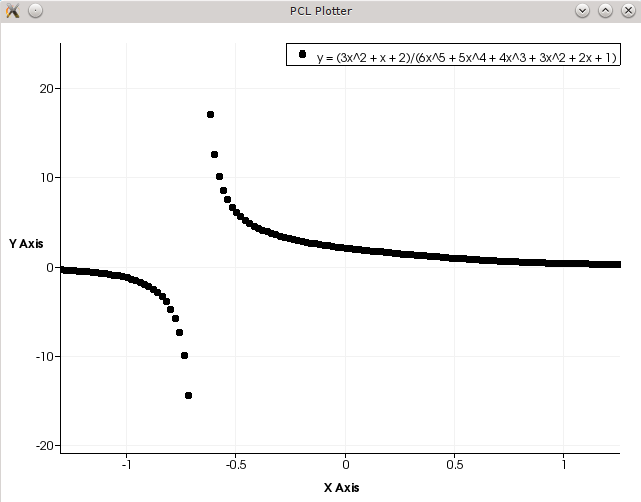 PCL Plotter
y = (3x^2 + x + 2)/(6x^5 + 5x^4 + 4x^3 + 3x^2 + 2x + 1)
20
10
Y Axis
0
-10
-20
-1 -0.5 0 0.5 1
X Axis